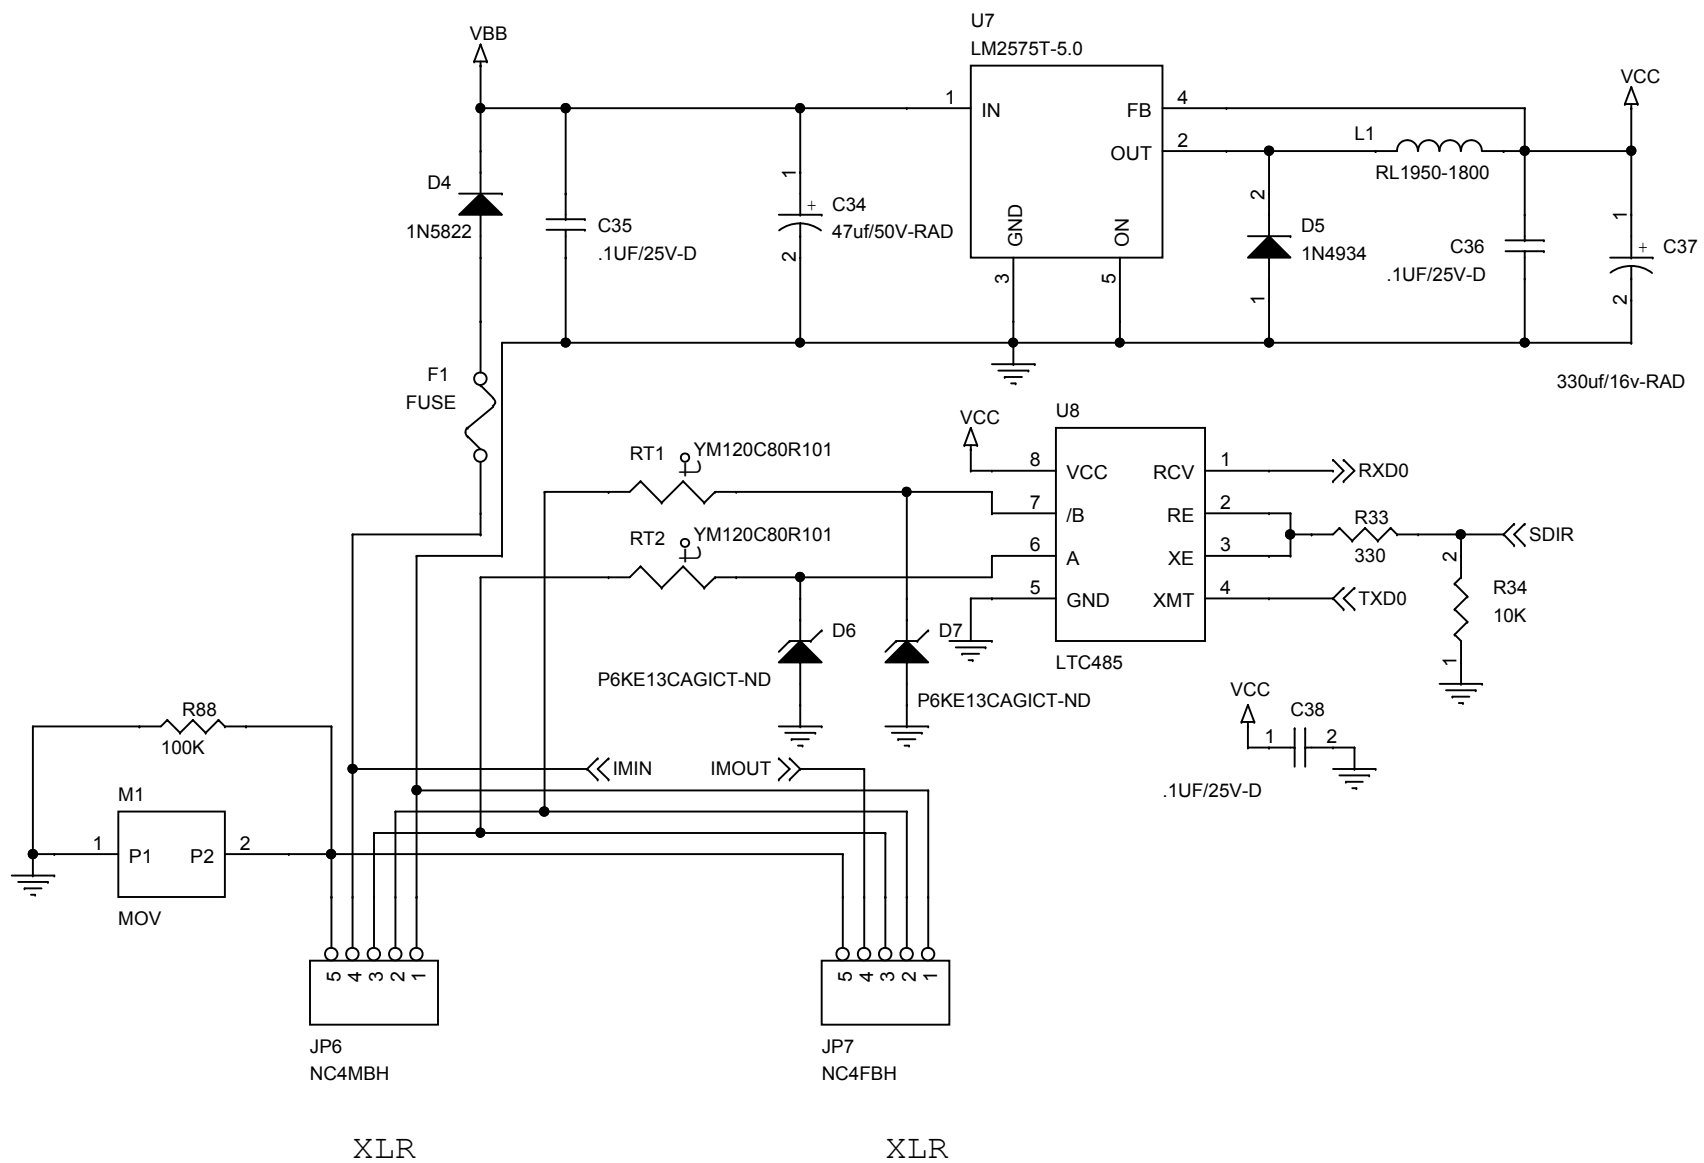 VBB
U7
LM2575T-5.0
VCC
1
IN
FB
4
OUT
2
L1
RL1950-1800
D4
1N5822
C35
.1UF/25V-D
1
+
C34
47uf/50V-RAD
2
GND
3
ON
5
2
D5
1N4934
1
C36
.1UF/25V-D
1
+
C37
2
330uf/16v-RAD
F1
FUSE
RT1
YM120C80R101
RT2
YM120C80R101
VCC
U8
8
VCC
RCV
1
RXD0
7
/B
RE
2
6
A
XE
3
5
GND
XMT
4
TXD0
LTC485
R33
330
SDIR
2
R34
10K
1
D6
P6KE13CAGICT-ND
D7
P6KE13CAGICT-ND
VCC
C38
1
2
.1UF/25V-D
R88
100K
IMIN
IMOUT
M1
1
P1
P2
2
MOV
5
4
3
2
1
JP6
NC4MBH
5
4
3
2
1
JP7
NC4FBH
XLR
XLR